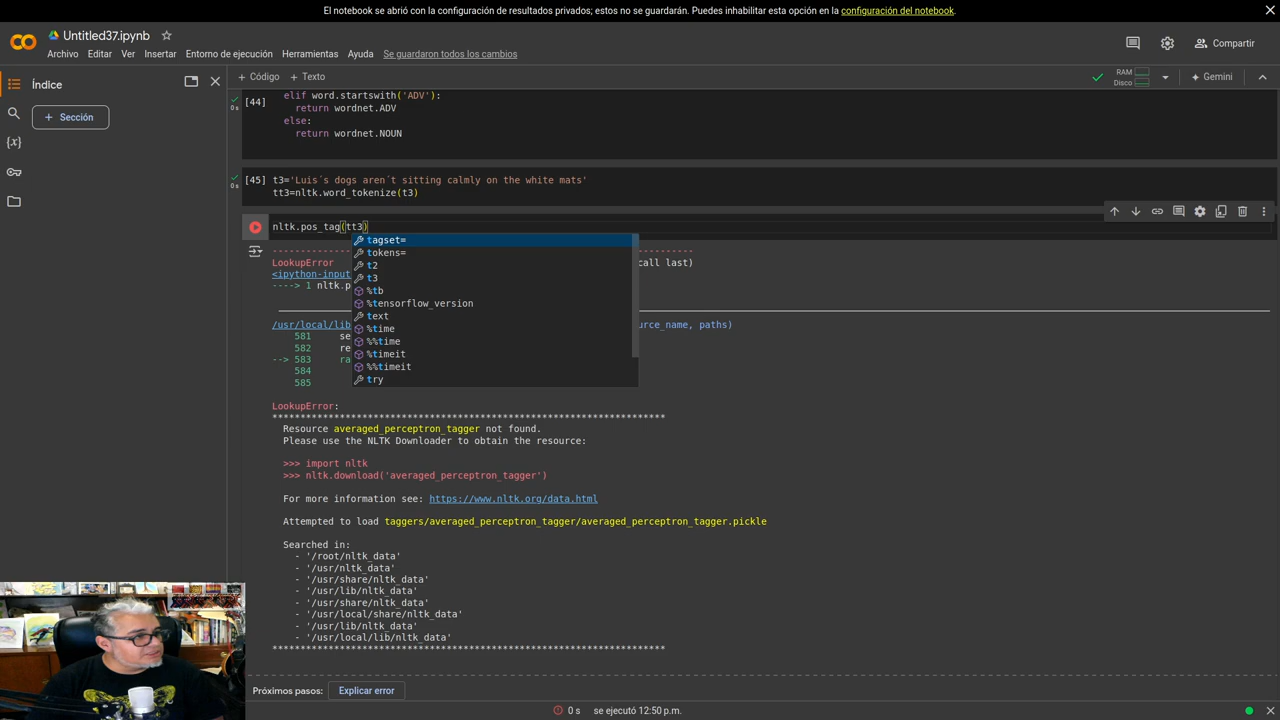 El notebook se abrió con la configuración de resultados privados; estos no se guardarán. Puedes inhabilitar esta opción en la configuración del notebook.
Untitled37.ipynb
Archivo Editar Ver Insertar Entorno de ejecución Herramientas Ayuda Se guardaron todos los cambios
Compartir
Índice
+ Sección
+ Código + Texto
RAM
Disco
Gemini
elif word.startswith('ADV'):
[44]
0 s
return wordnet.ADV
else:
return wordnet.NOUN
[45] t3='Luis´s dogs aren´t sitting calmly on the white mats'
0 s
tt3=nltk.word_tokenize(t3)
nltk.pos_tag(tt3)
tagset=
tokens=
t2
t3
%tb
%tensorflow_version
text
%time
%%time
%timeit
%%timeit
try
---------------------------------------------------------------------------
LookupError call last)
<ipython-input
----> 1 nltk.p
/usr/local/lib urce_name, paths)
581 se
582 re
--> 583 ra
584
585
LookupError:
**********************************************************************
Resource averaged_perceptron_tagger not found.
Please use the NLTK Downloader to obtain the resource:
>>> import nltk
>>> nltk.download('averaged_perceptron_tagger')
For more information see: https://www.nltk.org/data.html
Attempted to load taggers/averaged_perceptron_tagger/averaged_perceptron_tagger.pickle
Searched in:
- '/root/nltk_data'
- '/usr/nltk_data'
- '/usr/share/nltk_data'
- '/usr/lib/nltk_data'
- '/usr/share/nltk_data'
- '/usr/local/share/nltk_data'
- '/usr/lib/nltk_data'
- '/usr/local/lib/nltk_data'
**********************************************************************
Próximos pasos: Explicar error
0 s se ejecutó 12:50 p.m.